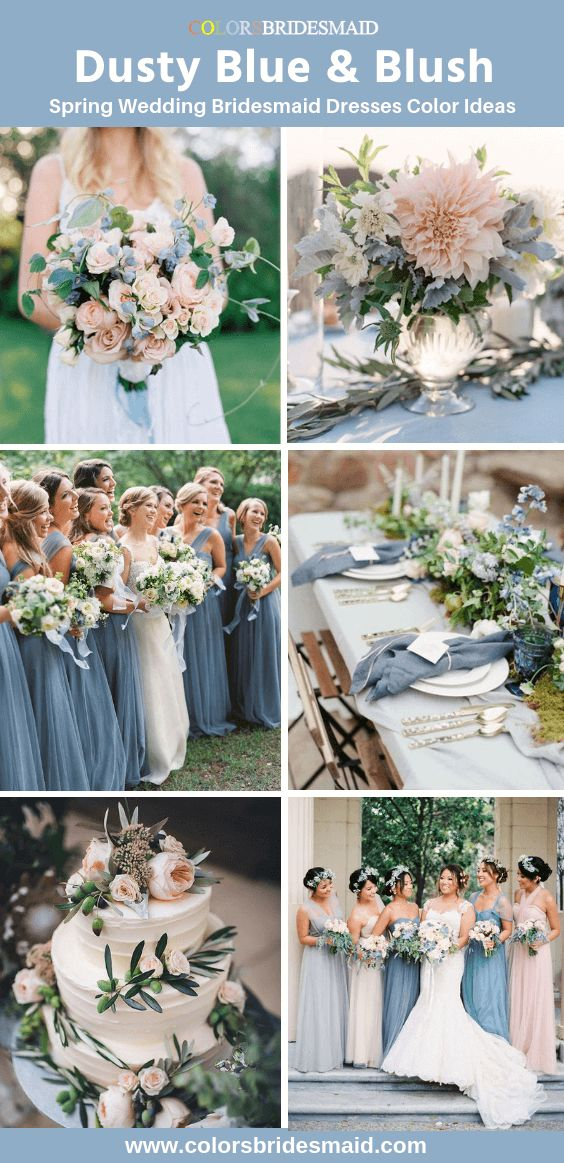 COLORSBRIDESMAID
Dusty Blue & Blush
Spring Wedding Bridesmaid Dresses Color Ideas
www.colorsbridesmaid.com